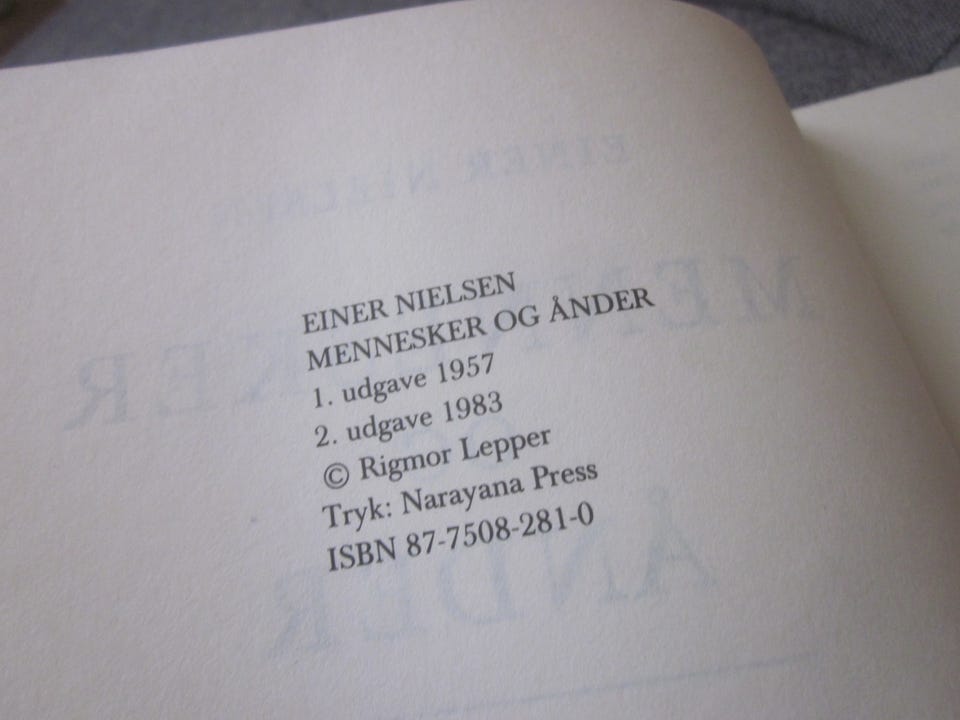 EINER NIELSEN
MENNESKER OG ÅNDER
1. udgave 1957
2. udgave 1983
© Rigmor Lepper
Tryk: Narayana Press
ISBN 87-7508-281-0